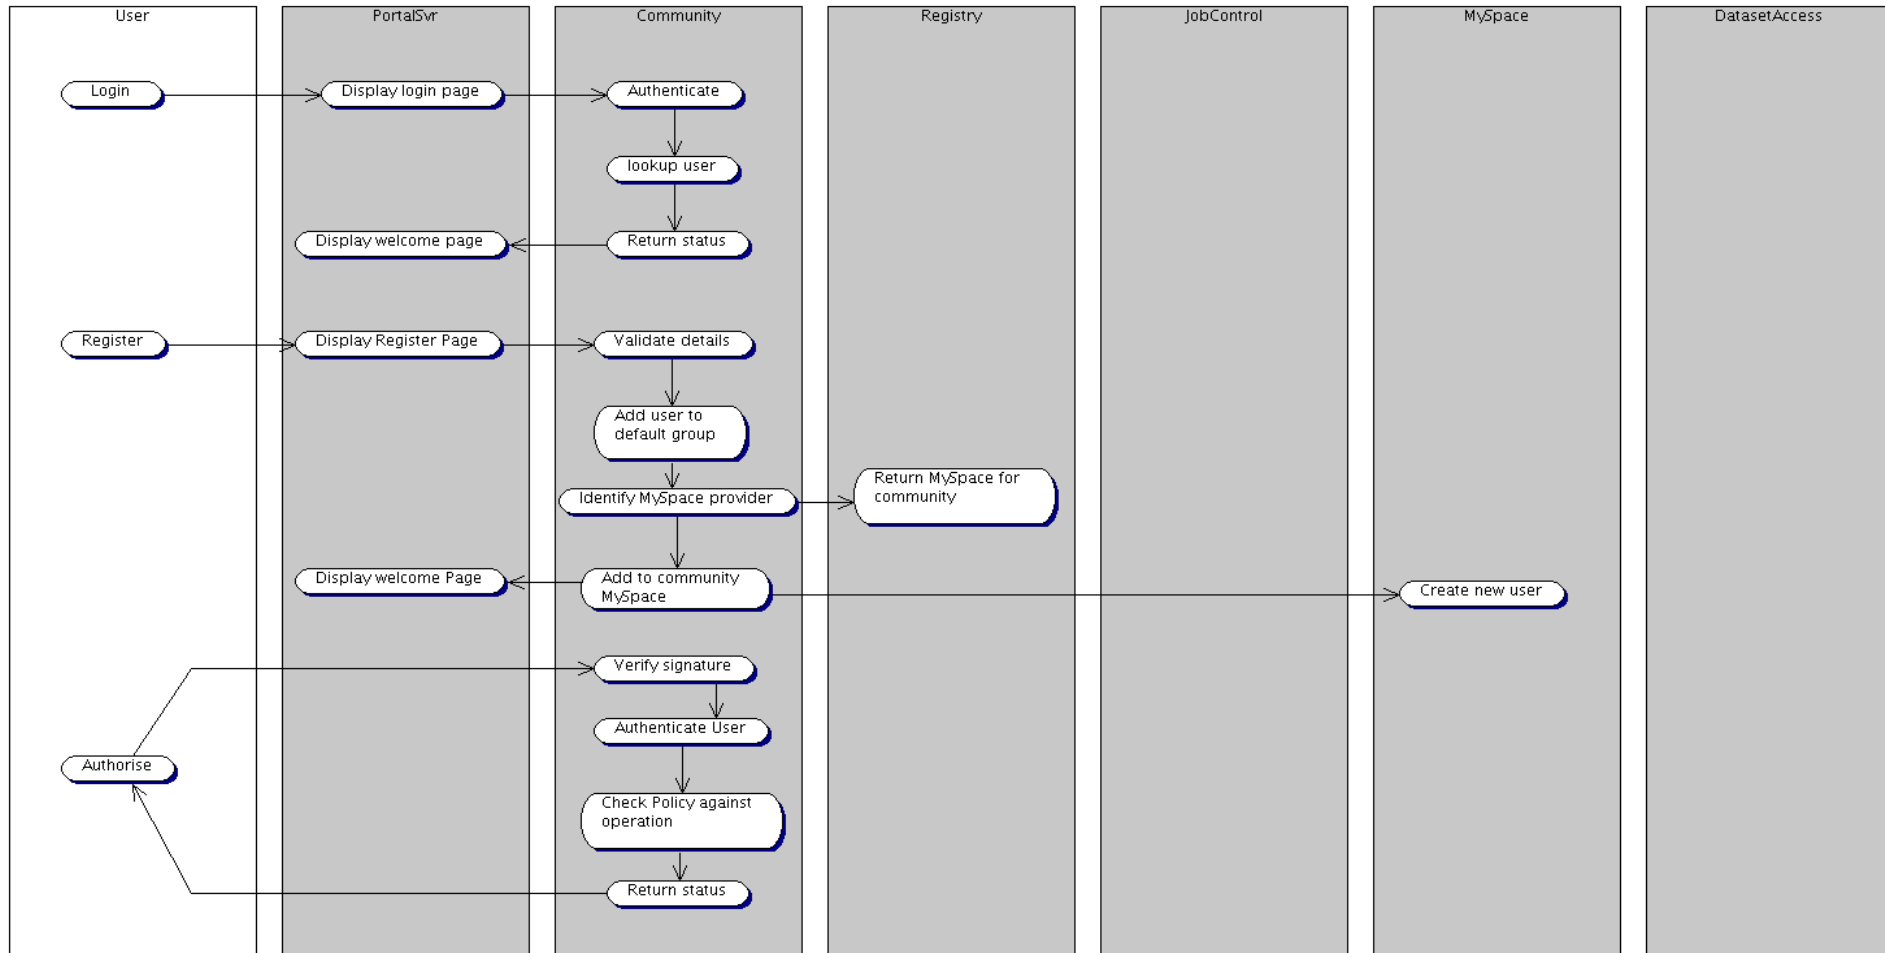 User
PortalSvr
Community
Registry
JobControl
MySpace
DatasetAccess
Login
Display login page
Authenticate
lookup user
Display welcome page
Return status
Register
Display Register Page
Validate details
Add user to
default group
Identify MySpace provider
Return MySpace for
community
Display welcome Page
Add to community
MySpace
Create new user
Verify signature
Authenticate User
Authorise
Check Policy against
operation
Return status